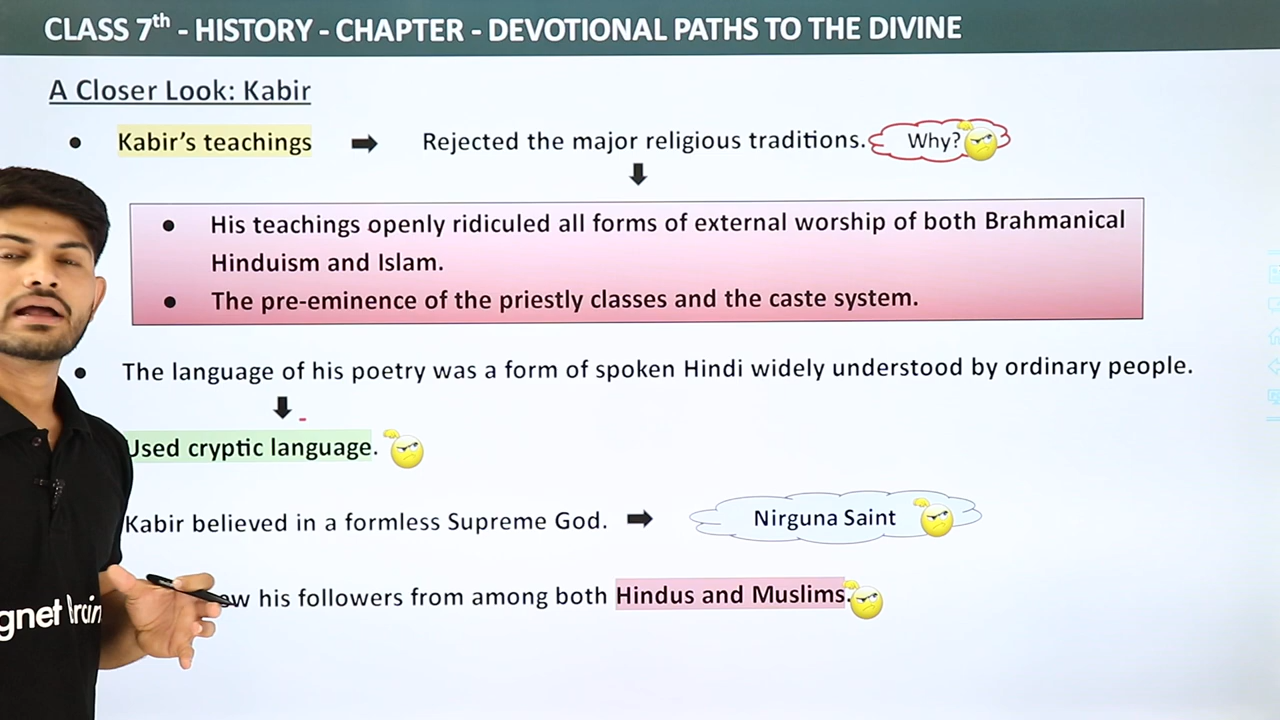 CLASS 7th - HISTORY - CHAPTER - DEVOTIONAL PATHS TO THE DIVINE
A Closer Look: Kabir
• Kabir's teachings ➡ Rejected the major religious traditions. Why?
• His teachings openly ridiculed all forms of external worship of both Brahmanical
Hinduism and Islam.
• The pre-eminence of the priestly classes and the caste system.
• The language of his poetry was a form of spoken Hindi widely understood by ordinary people.
Used cryptic language.
Kabir believed in a formless Supreme God. ➡ Nirguna Saint
his followers from among both Hindus and Muslims.
gnet Brain